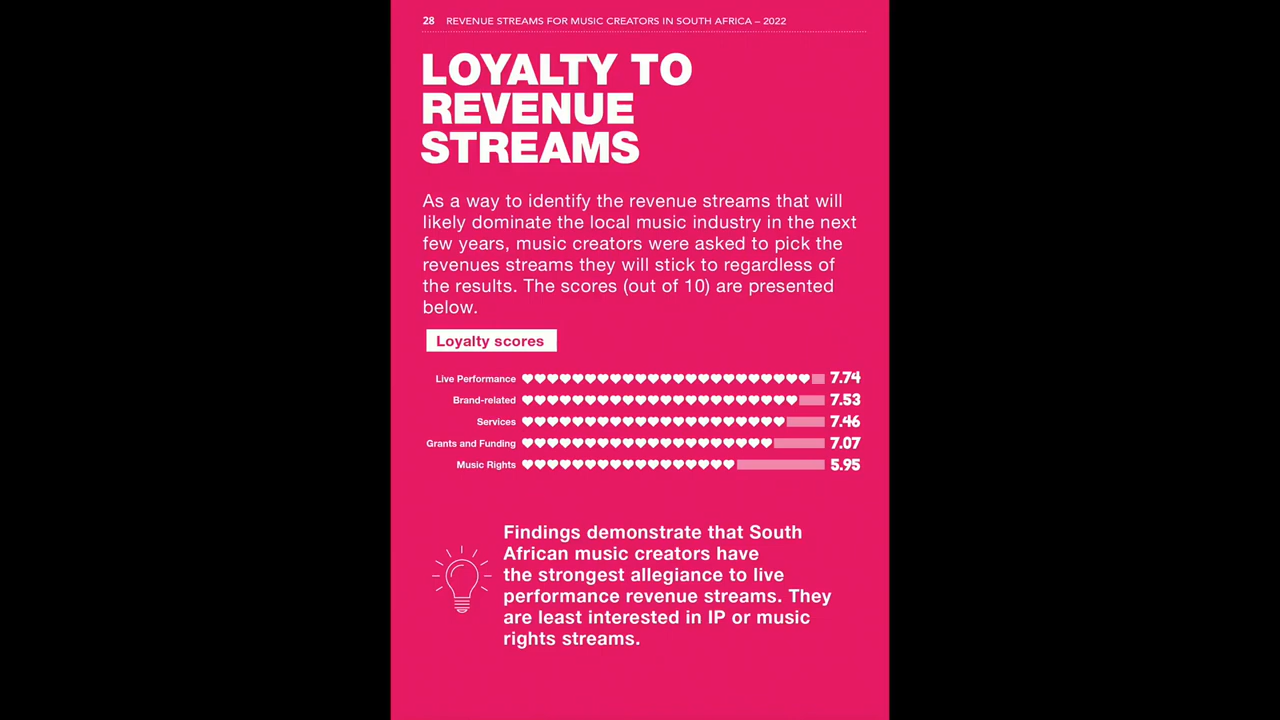 28 REVENUE STREAMS FOR MUSIC CREATORS IN SOUTH AFRICA – 2022
LOYALTY TO
REVENUE
STREAMS
As a way to identify the revenue streams that will
likely dominate the local music industry in the next
few years, music creators were asked to pick the
revenues streams they will stick to regardless of
the results. The scores (out of 10) are presented
below.
Loyalty scores
Live Performance 7.74
Brand-related 7.53
Services 7.46
Grants and Funding 7.07
Music Rights 5.95
Findings demonstrate that South
African music creators have
the strongest allegiance to live
performance revenue streams. They
are least interested in IP or music
rights streams.